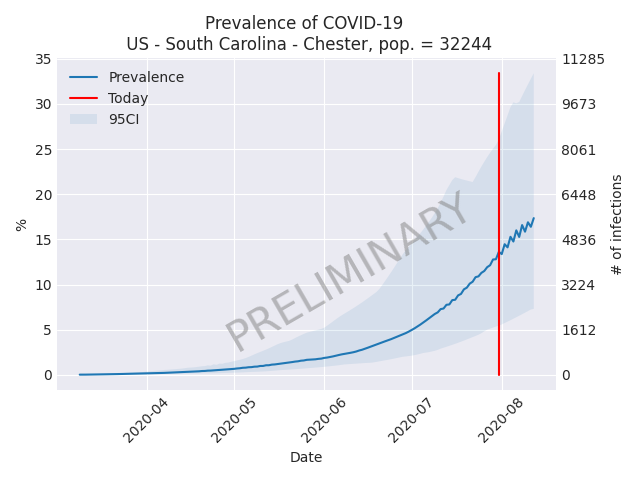 Prevalence of COVID-19
US - South Carolina - Chester, pop. = 32244
35
30
25
20
15
10
5
0
%
Prevalence
Today
95CI
PRELIMINARY
11285
9673
8061
6448
4836
3224
1612
0
# of infections
2020-04
2020-05
2020-06
2020-07
2020-08
Date